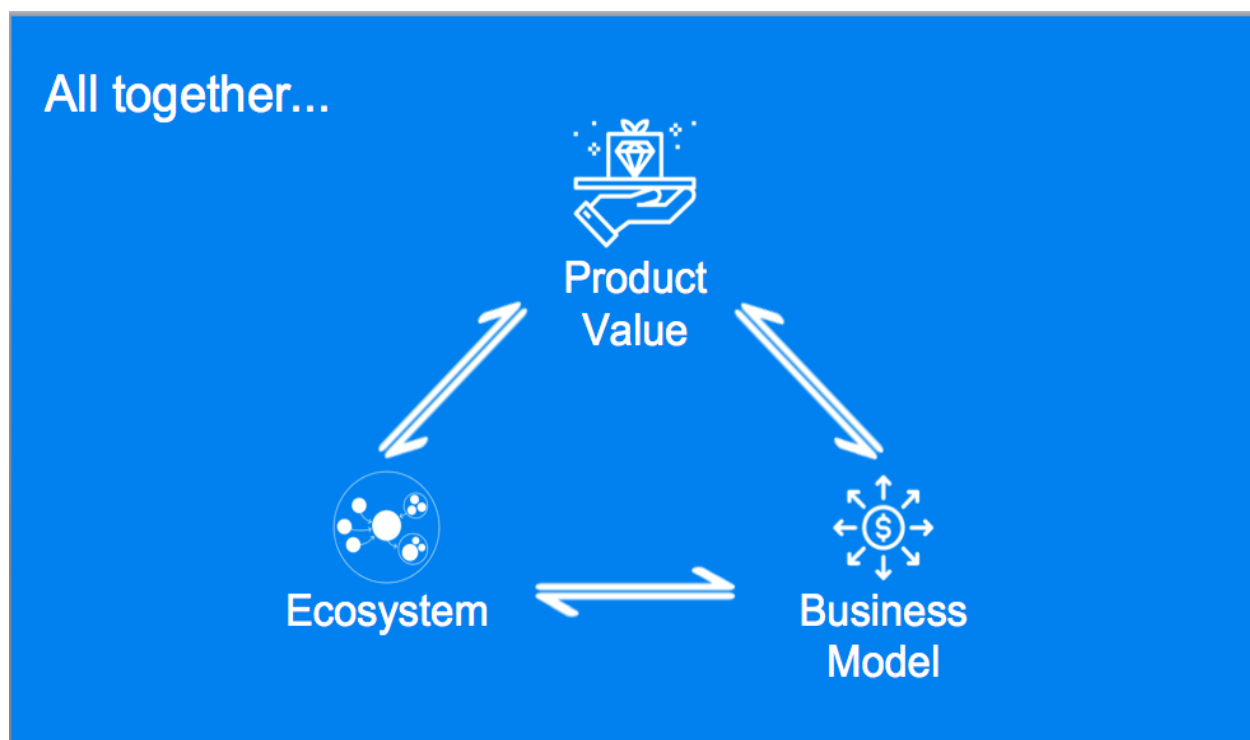 All together...
Product
Value
Ecosystem
$
Business
Model